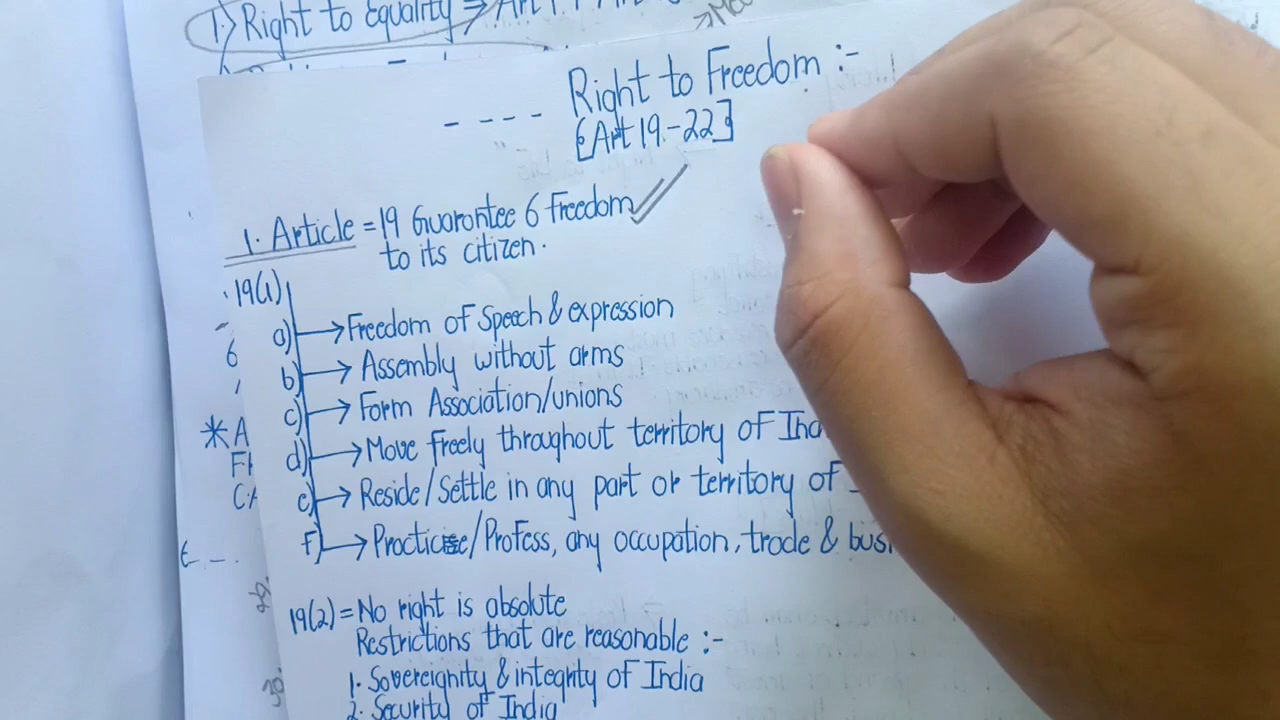 1.) Right to Equality ⇒
Right to Freedom :-
[Art 19-22]
1. Article = 19 Guarontee 6 freedom
to its citizen.
19(1)
a) → Freedom of Speech & expression
b) → Assembly without arms
c) → Form Association/unions
d) → Move freely throughout territory of
e) → Reside/Settle in any part or territory of
f) → Practicise/Profess, any occupation, trade &
19(2) = No right is absolute
Restrictions that are reasonable :-
1. Sovereignity & integrity of India
2. Security of India